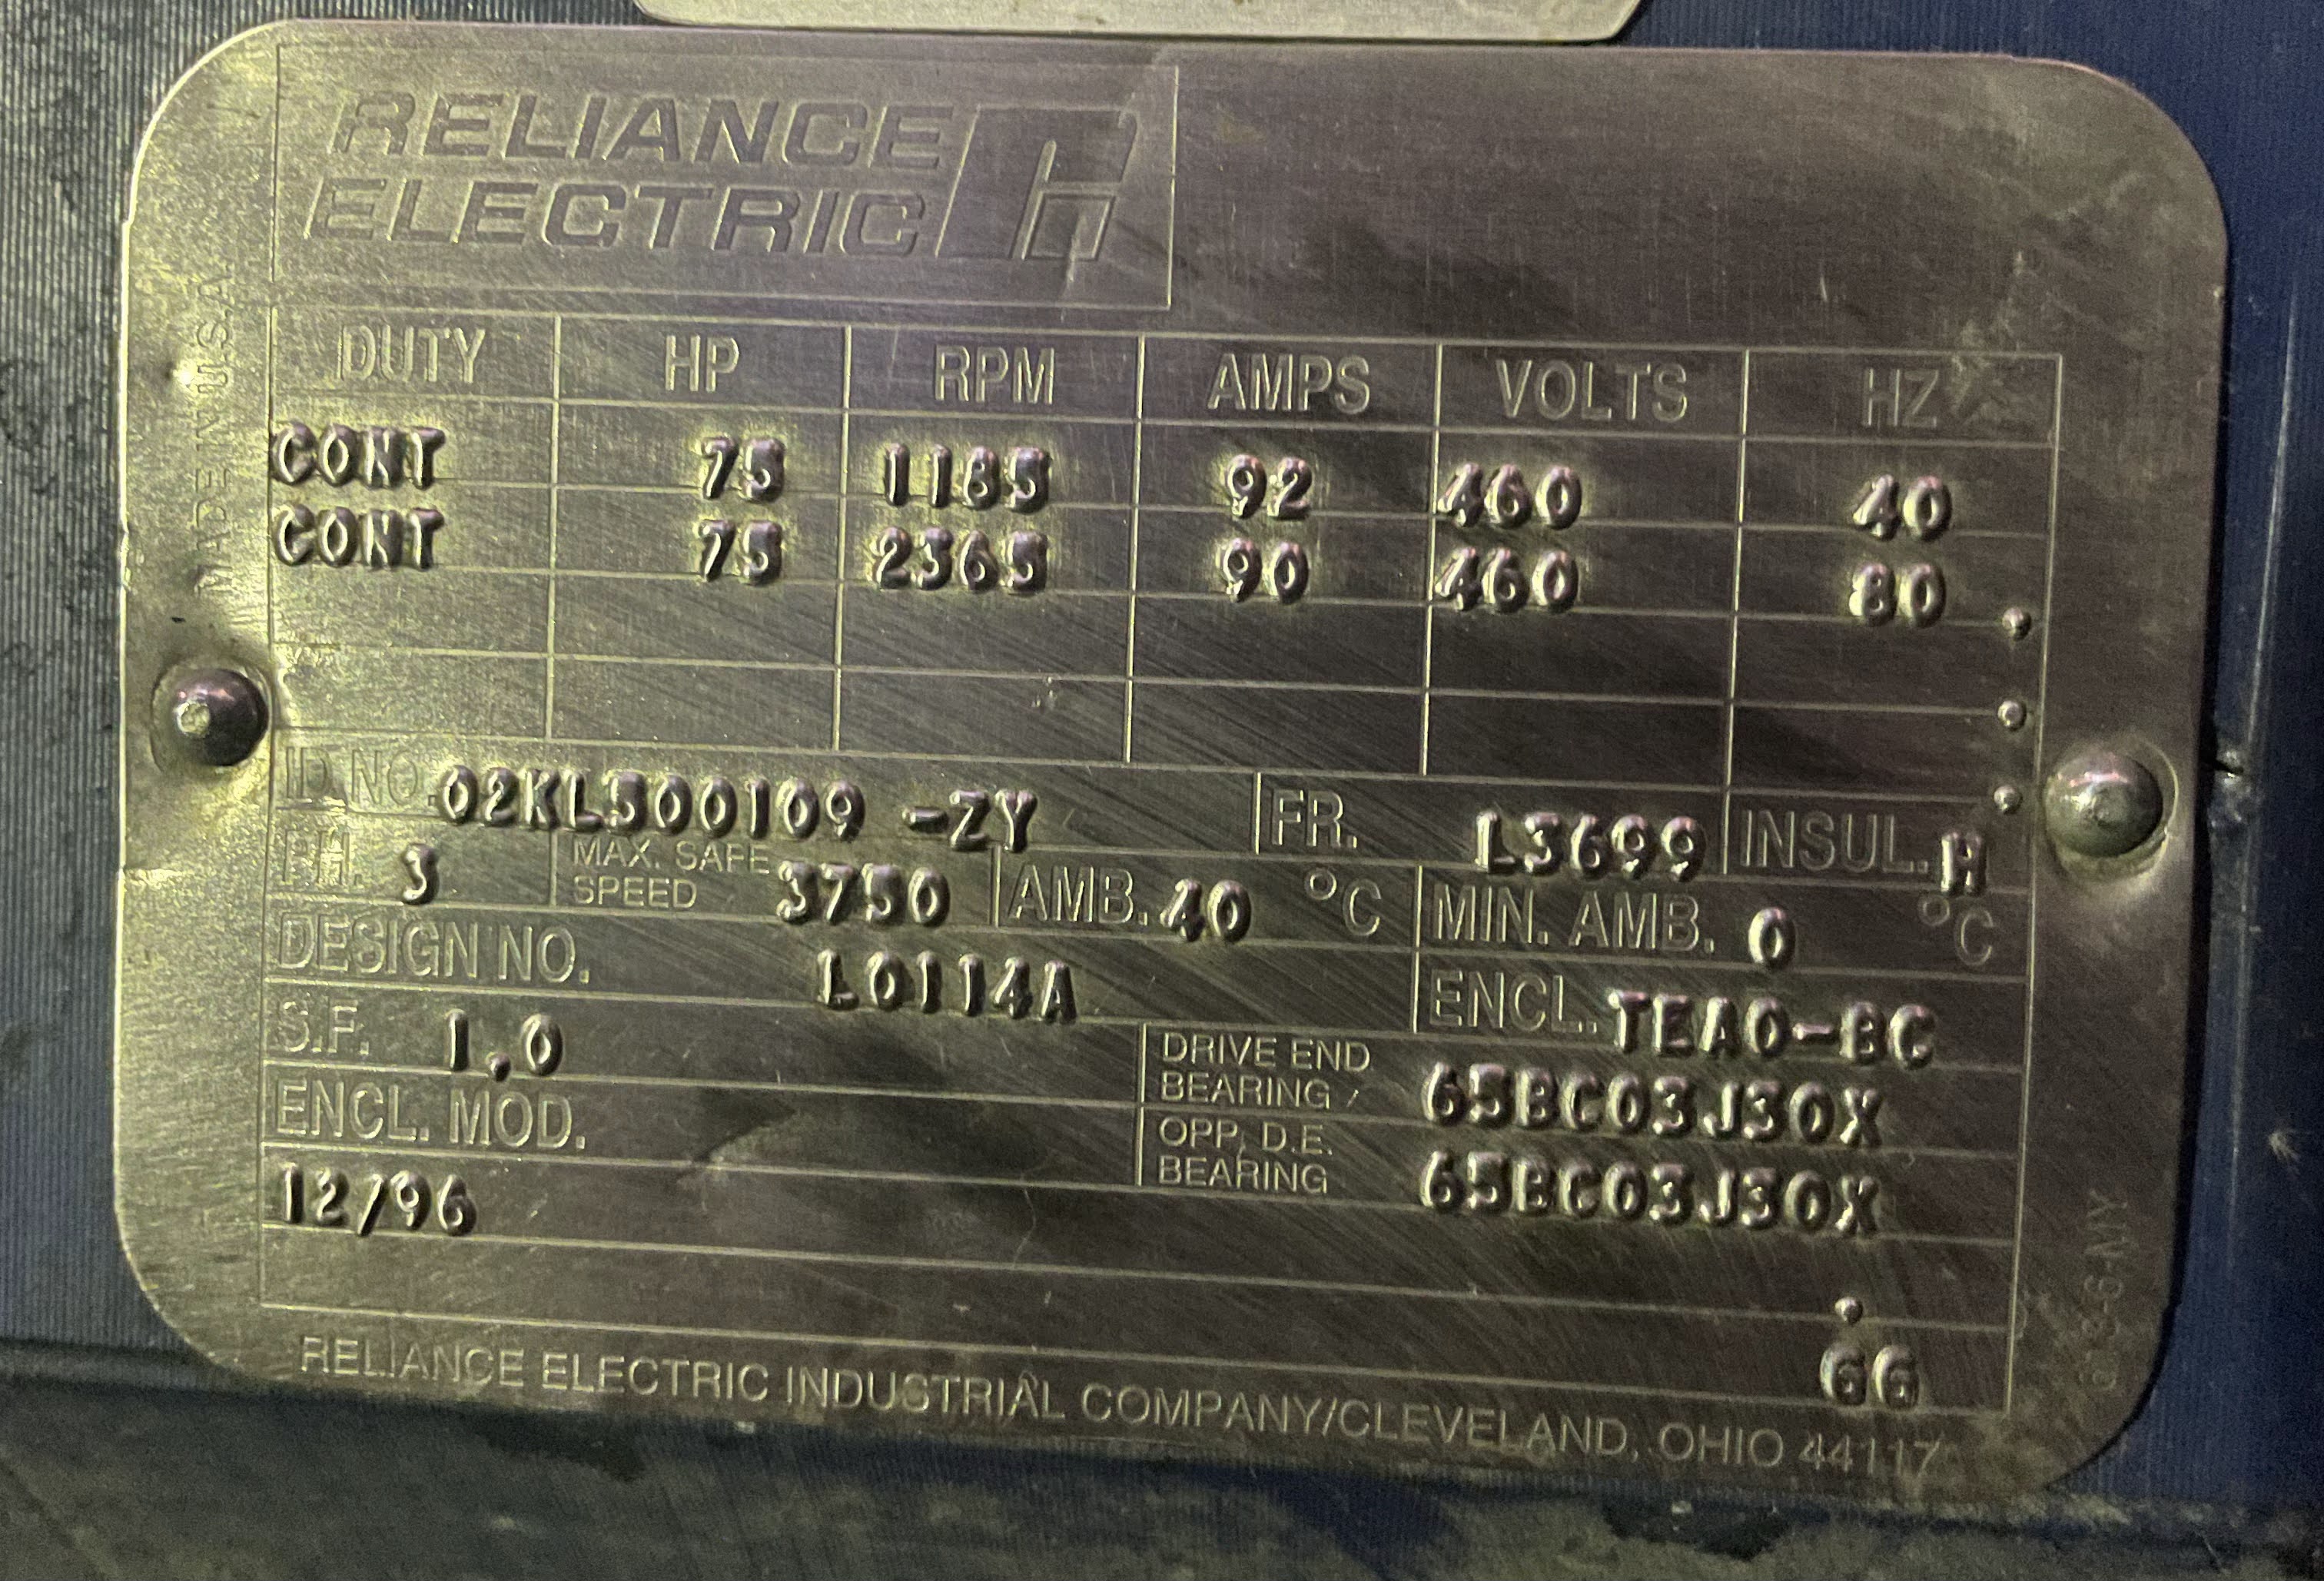 RELIANCE
ELECTRIC
MADE IN U.S.A.
DUTY HP RPM AMPS VOLTS HZ
CONT 75 1185 92 460 40
CONT 75 2365 90 460 80
ID. NO. 02KL300109 -ZY FR. L3699 INSUL. H
PH. 3 MAX. SAFE SPEED 3750 AMB. 40 °C MIN. AMB. 0 °C
DESIGN NO. L0114A ENCL. TEAO-BC
S.F. 1.0 DRIVE END BEARING 65BC03J30X
ENCL. MOD. OPP. D.E. BEARING 65BC03J30X
12/96
66
RELIANCE ELECTRIC INDUSTRIAL COMPANY/CLEVELAND, OHIO 44117